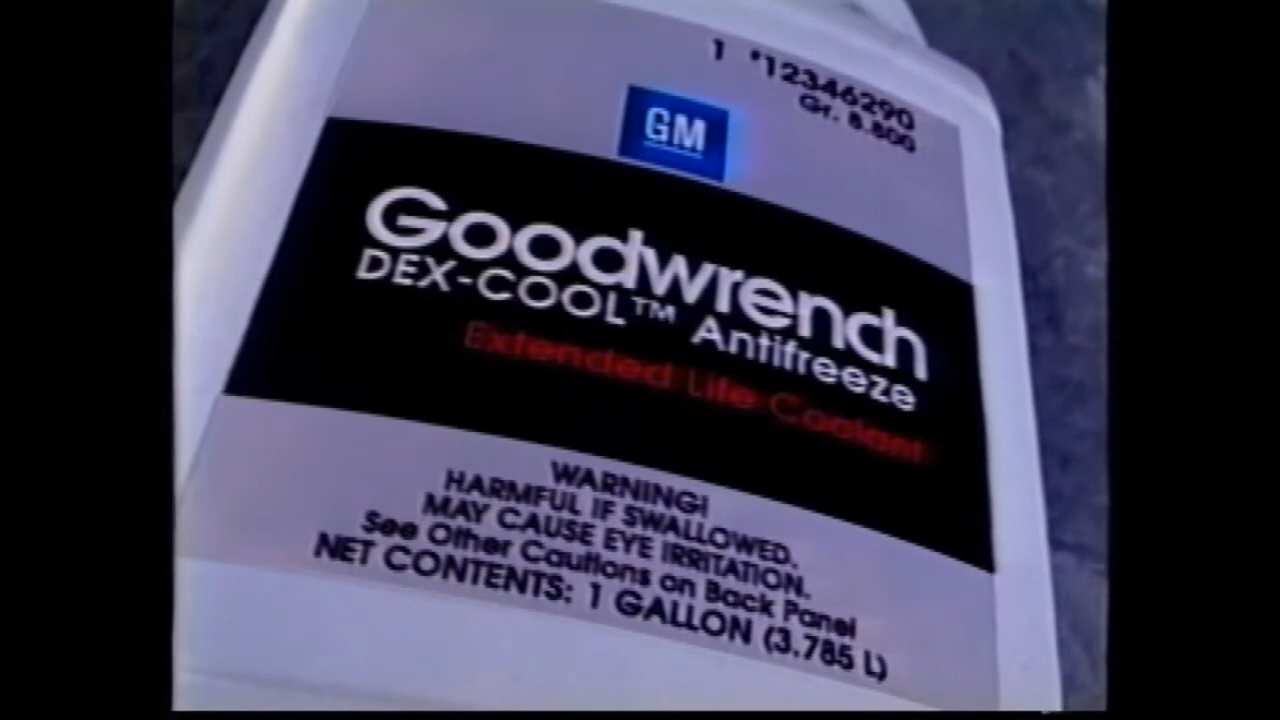 1 *12346290
Gr. 8.800
GM
Goodwrench
DEX-COOL™ Antifreeze
Extended Life Coolant
WARNING!
HARMFUL IF SWALLOWED.
MAY CAUSE EYE IRRITATION.
See Other Cautions on Back Panel
NET CONTENTS: 1 GALLON (3.785 L)